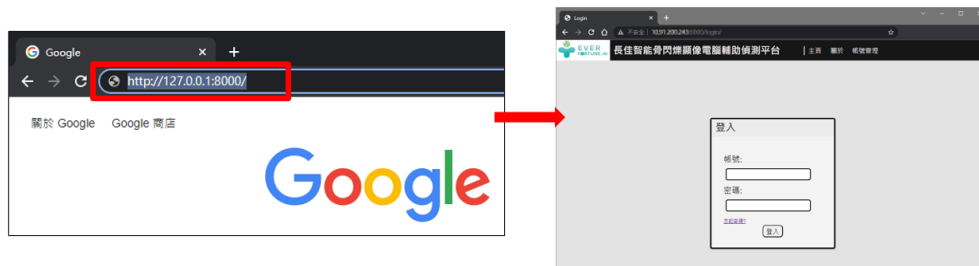 Google
http://127.0.0.1:8000/
關於 Google Google 商店
Google
Login
不安全 | 10.91.200.243:8000/login/
EVER
FORTUNE.AI
長佳智能骨閃爍顯像電腦輔助偵測平台 | 主頁 關於 帳號管理
登入
帳號:
密碼:
忘記密碼?
登入